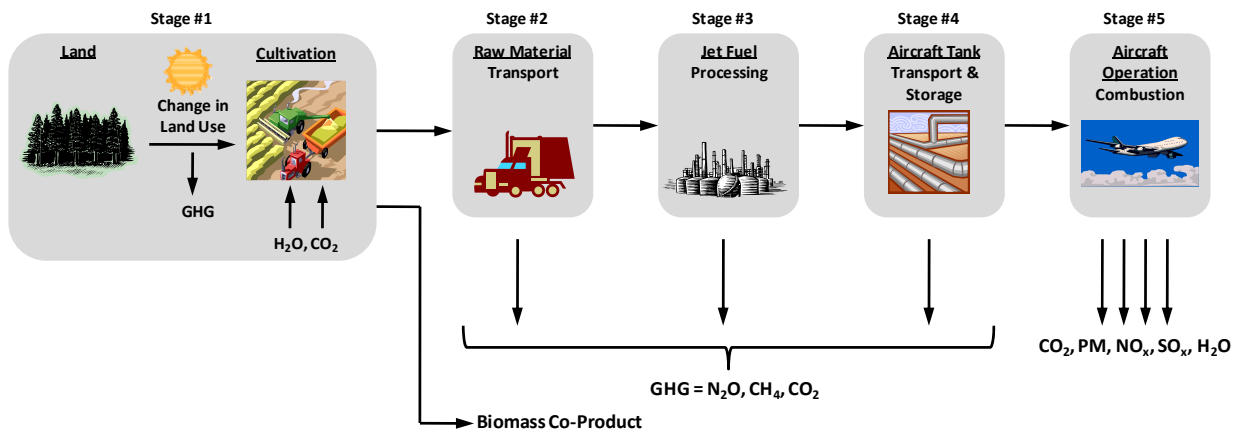 Stage #1
Land
Change in
Land Use
GHG
Cultivation
H₂O, CO₂
Stage #2
Raw Material
Transport
Stage #3
Jet Fuel
Processing
Stage #4
Aircraft Tank
Transport &
Storage
Stage #5
Aircraft
Operation
Combustion
GHG = N₂O, CH₄, CO₂
CO₂, PM, NOₓ, SOₓ, H₂O
Biomass Co-Product